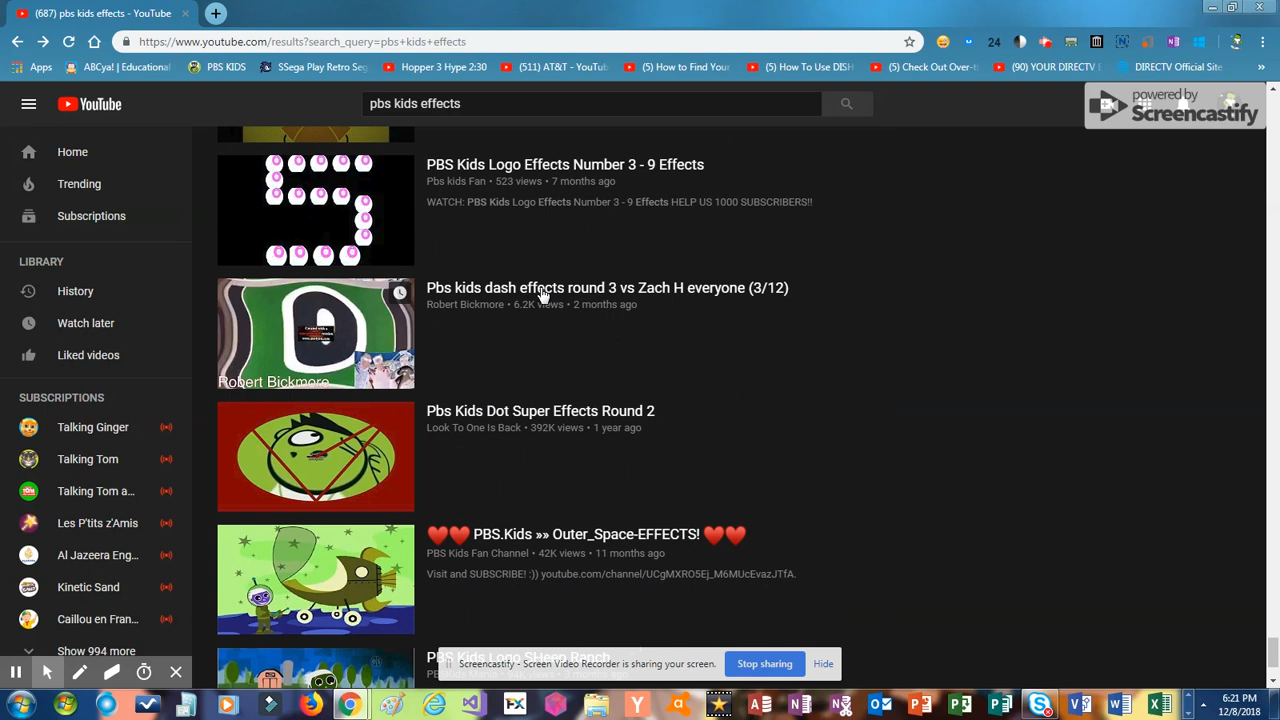 (687) pbs kids effects - YouTube
https://www.youtube.com/results?search_query=pbs+kids+effects
24
Apps
ABCya! | Educational
PBS KIDS
SSega Play Retro Seg
Hopper 3 Hype 2:30
(511) AT&T - YouTub
(5) How to Find Your
(5) How To Use DISH
(5) Check Out Over-t
(90) YOUR DIRECTV
DIRECTV Official Site
YouTube
pbs kids effects
powered by
Screencastify
Home
Trending
Subscriptions
LIBRARY
History
Watch later
Liked videos
SUBSCRIPTIONS
Talking Ginger
Talking Tom
Talking Tom a...
Les P'tits z'Amis
Al Jazeera Eng...
Kinetic Sand
Caillou en Fran...
Show 994 more
PBS Kids Logo Effects Number 3 - 9 Effects
Pbs kids Fan • 523 views • 7 months ago
WATCH: PBS Kids Logo Effects Number 3 - 9 Effects HELP US 1000 SUBSCRIBERS!!
Pbs kids dash effects round 3 vs Zach H everyone (3/12)
Robert Bickmore • 6.2K views • 2 months ago
Robert Bickmore
Pbs Kids Dot Super Effects Round 2
Look To One Is Back • 392K views • 1 year ago
PBS.Kids »» Outer_Space-EFFECTS!
PBS Kids Fan Channel • 42K views • 11 months ago
Visit and SUBSCRIBE! :)) youtube.com/channel/UCgMXRO5Ej_M6MUcEvazJTfA.
PBS Kids Logo SHeep Ranch
Screencastify - Screen Video Recorder is sharing your screen.
Stop sharing
Hide
6:21 PM
12/8/2018